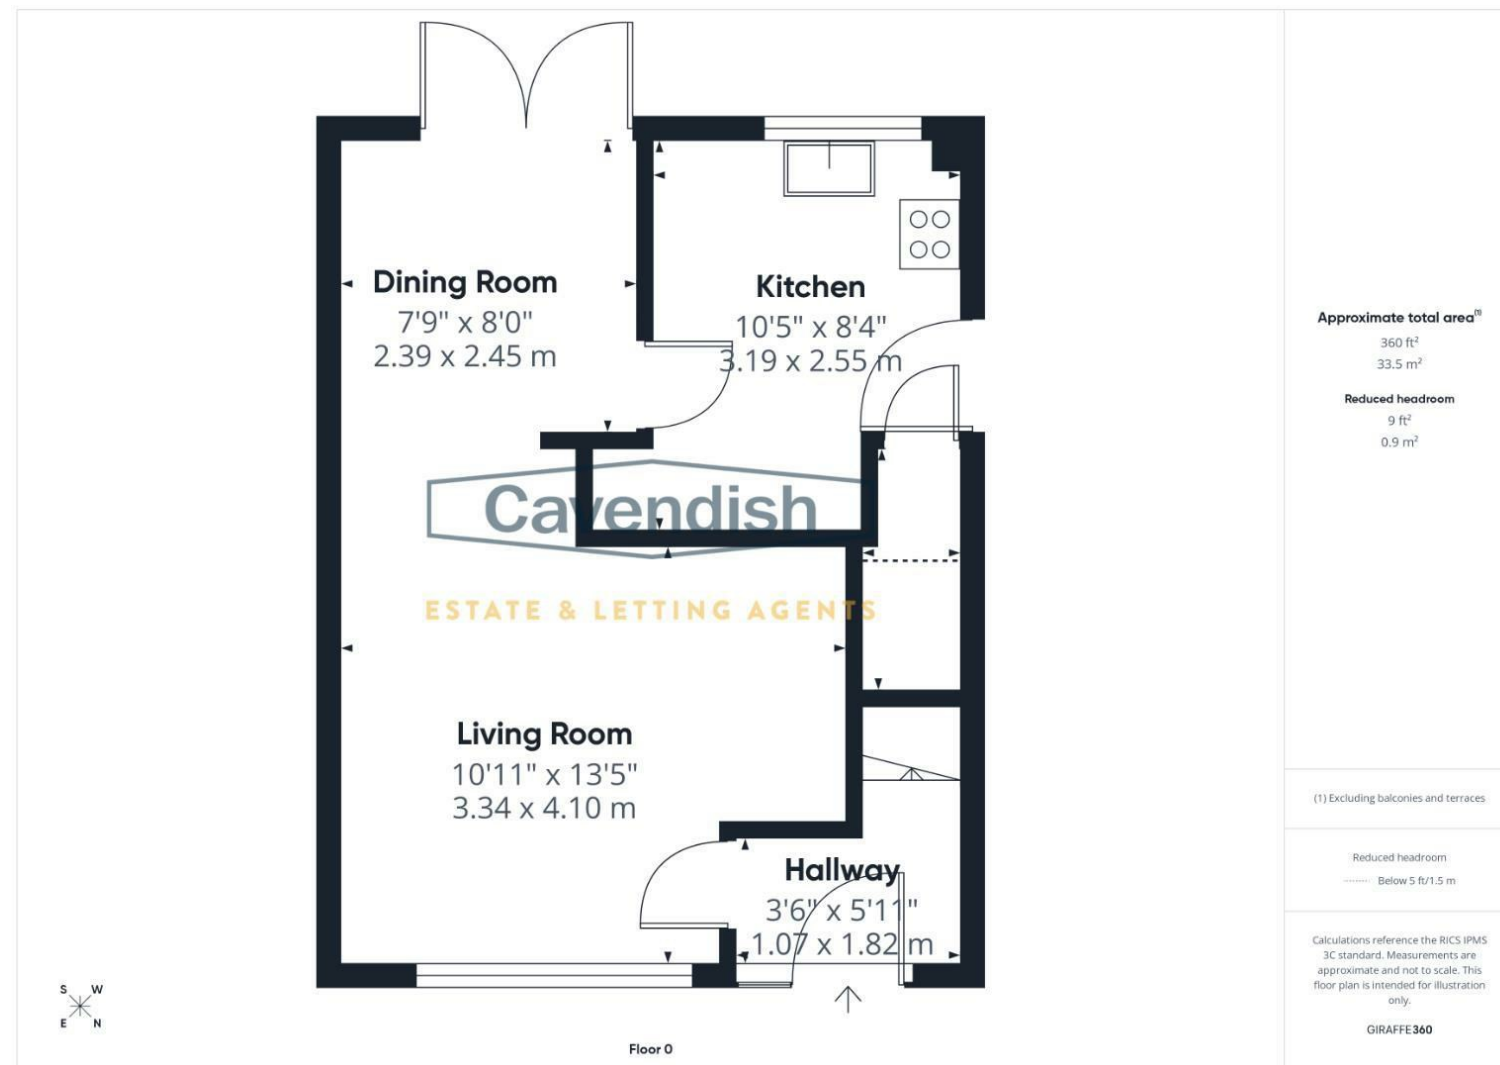 Dining Room
7'9" x 8'0"
2.39 x 2.45 m
Kitchen
10'5" x 8'4"
3.19 x 2.55 m
Cavendish
ESTATE & LETTING AGENTS
Living Room
10'11" x 13'5"
3.34 x 4.10 m
Hallway
3'6" x 5'11"
1.07 x 1.82 m
S W
E N
Floor 0
Approximate total area(1)
360 ft²
33.5 m²
Reduced headroom
9 ft²
0.9 m²
(1) Excluding balconies and terraces
Reduced headroom
Below 5 ft/1.5 m
Calculations reference the RICS IPMS
3C standard. Measurements are
approximate and not to scale. This
floor plan is intended for illustration
only.
GIRAFFE360